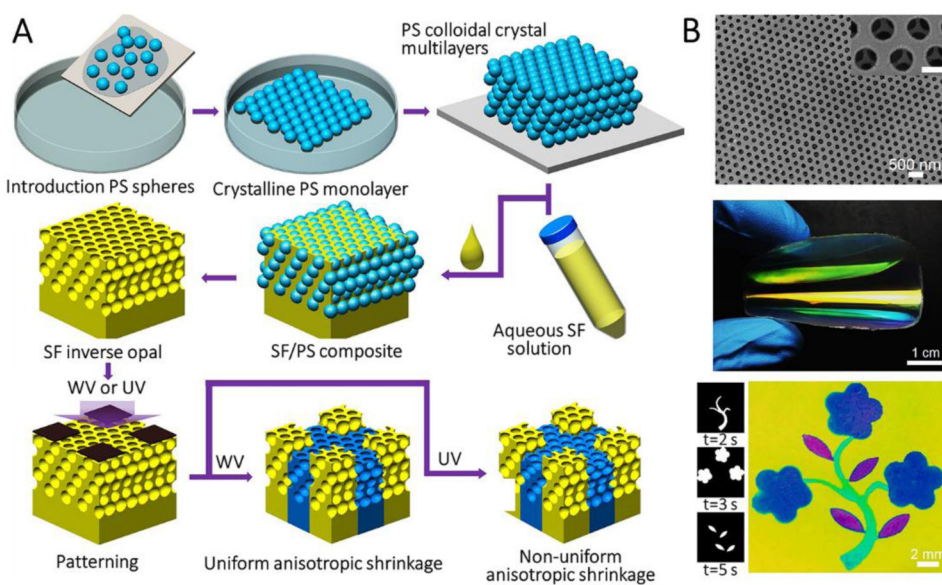 A
PS colloidal crystal
multilayers
Introduction PS spheres
Crystalline PS monolayer
SF inverse opal
SF/PS composite
Aqueous SF
solution
WV or UV
WV
UV
Patterning
Uniform anisotropic shrinkage
Non-uniform
anisotropic shrinkage
B
500 nm
1 cm
t=2 s
t=3 s
t=5 s
2 mm